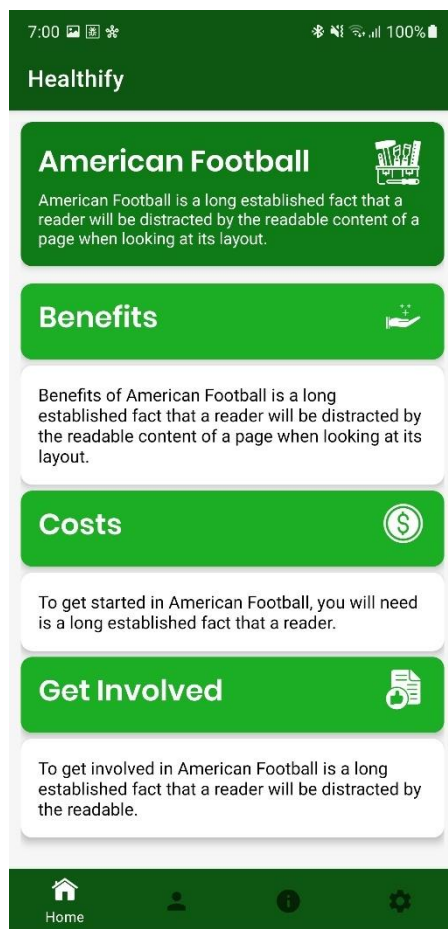 7:00 100%
Healthify
American Football
American Football is a long established fact that a
reader will be distracted by the readable content of a
page when looking at its layout.
Benefits
Benefits of American Football is a long
established fact that a reader will be distracted by
the readable content of a page when looking at its
layout.
Costs
$
To get started in American Football, you will need
is a long established fact that a reader.
Get Involved
To get involved in American Football is a long
established fact that a reader will be distracted by
the readable.
Home